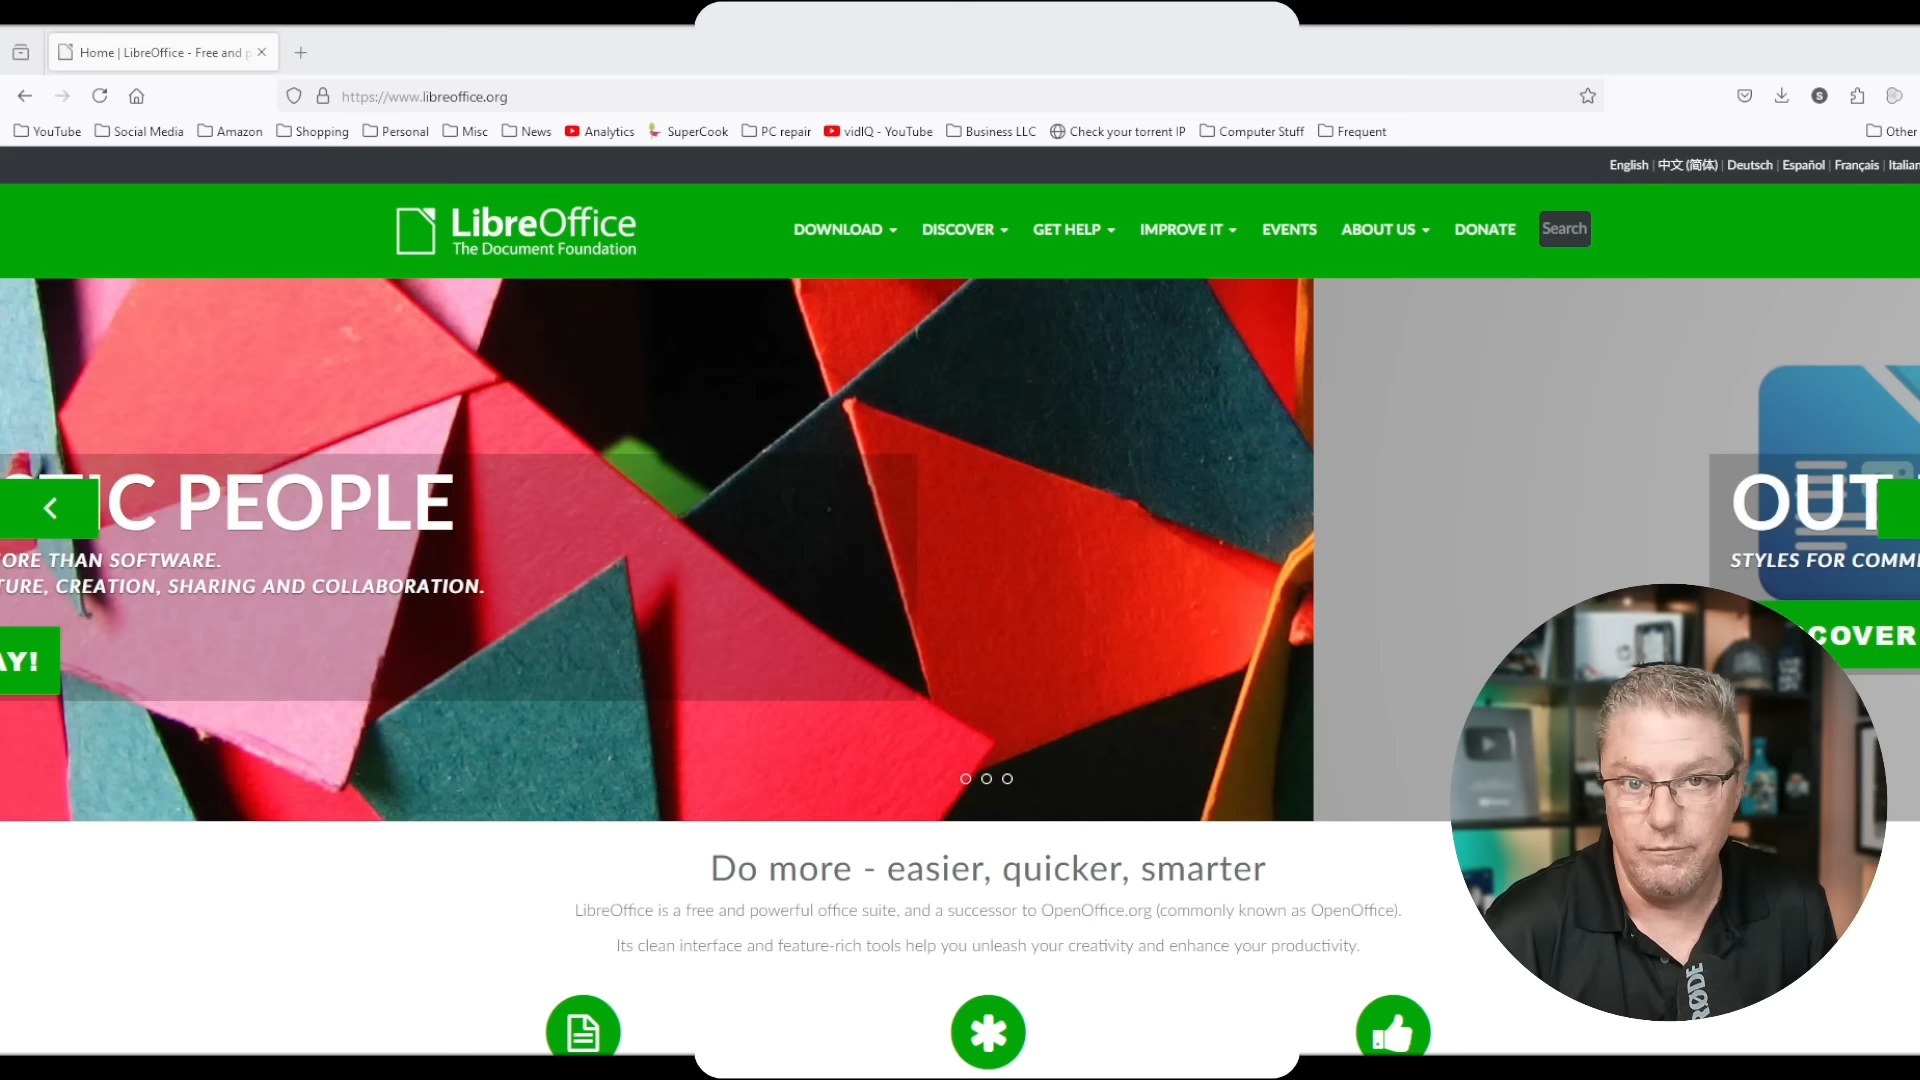 Home | LibreOffice - Free and p
https://www.libreoffice.org
YouTube Social Media Amazon Shopping Personal Misc News Analytics SuperCook PC repair vidIQ - YouTube Business LLC Check your torrent IP Computer Stuff Frequent Other
English | 中文 (简体) | Deutsch | Español | Français | Italian
LibreOffice
The Document Foundation
DOWNLOAD DISCOVER GET HELP IMPROVE IT EVENTS ABOUT US DONATE Search
IC PEOPLE
ORE THAN SOFTWARE.
TURE, CREATION, SHARING AND COLLABORATION.
AY!
OUT
STYLES FOR COMM
COVER
Do more - easier, quicker, smarter
LibreOffice is a free and powerful office suite, and a successor to OpenOffice.org (commonly known as OpenOffice).
Its clean interface and feature-rich tools help you unleash your creativity and enhance your productivity.
RØDE